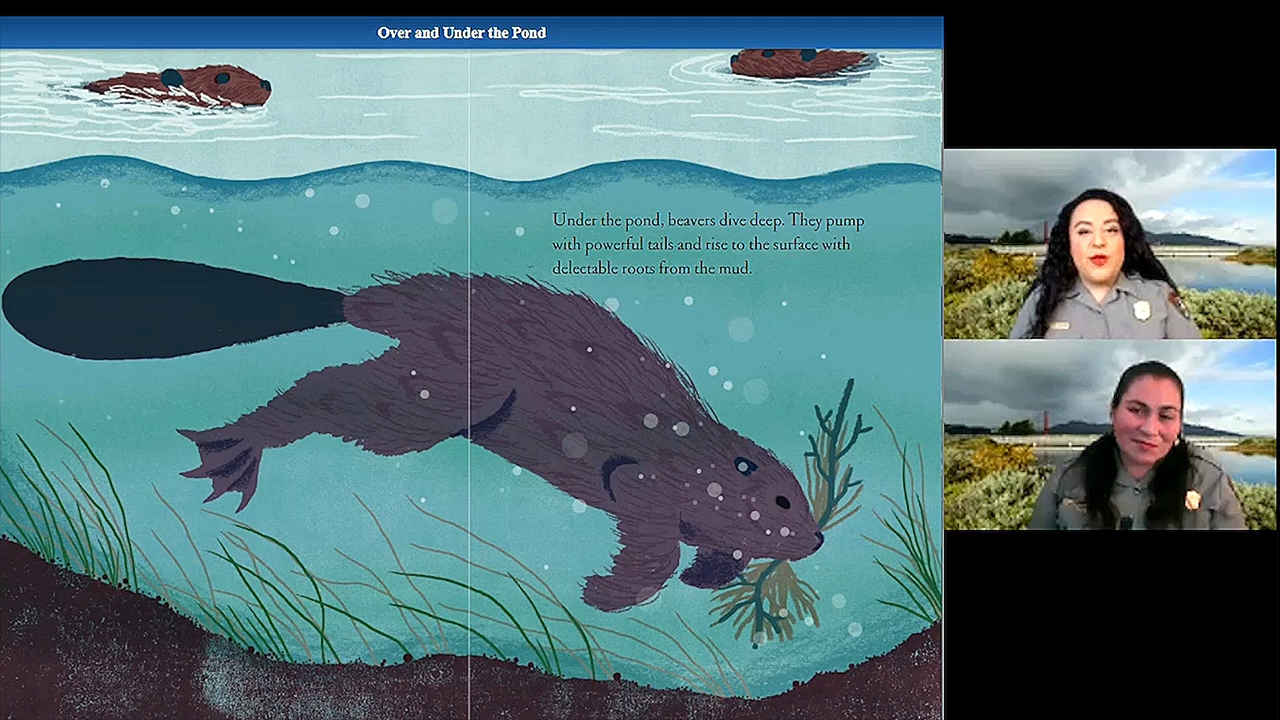 Over and Under the Pond
Under the pond, beavers dive deep. They pump
with powerful tails and rise to the surface with
delectable roots from the mud.